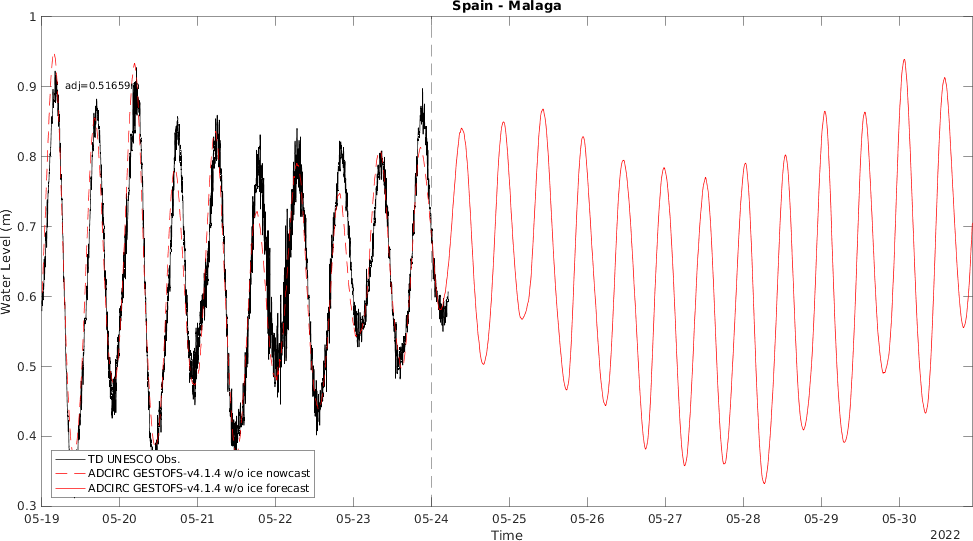 Spain - Malaga
1
0.9
0.8
0.7
0.6
0.5
0.4
0.3
Water Level (m)
adj=0.51659m
TD UNESCO Obs.
ADCIRC GESTOFS-v4.1.4 w/o ice nowcast
ADCIRC GESTOFS-v4.1.4 w/o ice forecast
05-19 05-20 05-21 05-22 05-23 05-24 05-25 05-26 05-27 05-28 05-29 05-30
Time
2022